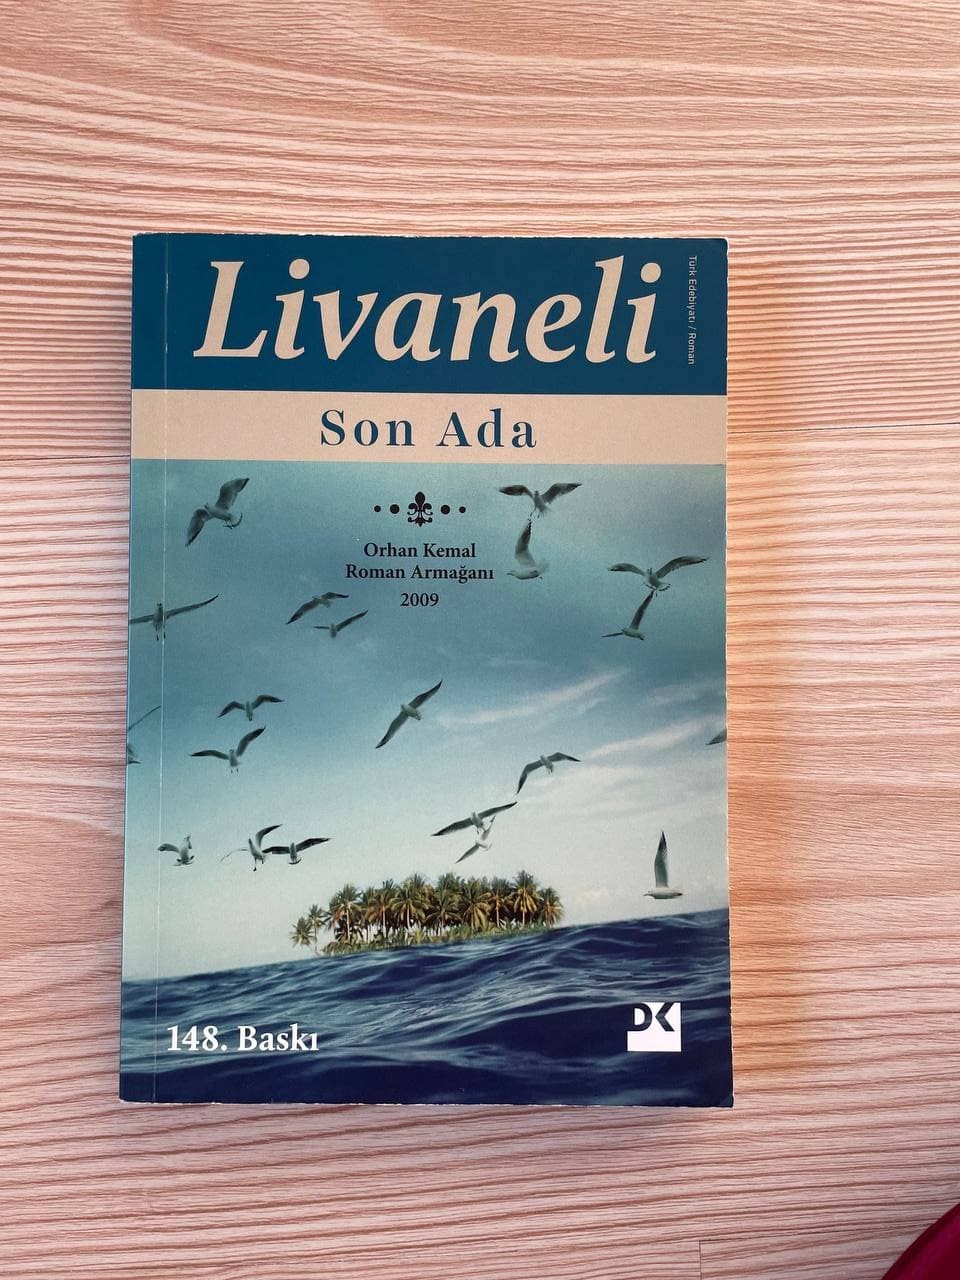 Livaneli
Türk Edebiyatı / Roman
Son Ada
Orhan Kemal
Roman Armağanı
2009
148. Baskı
DK